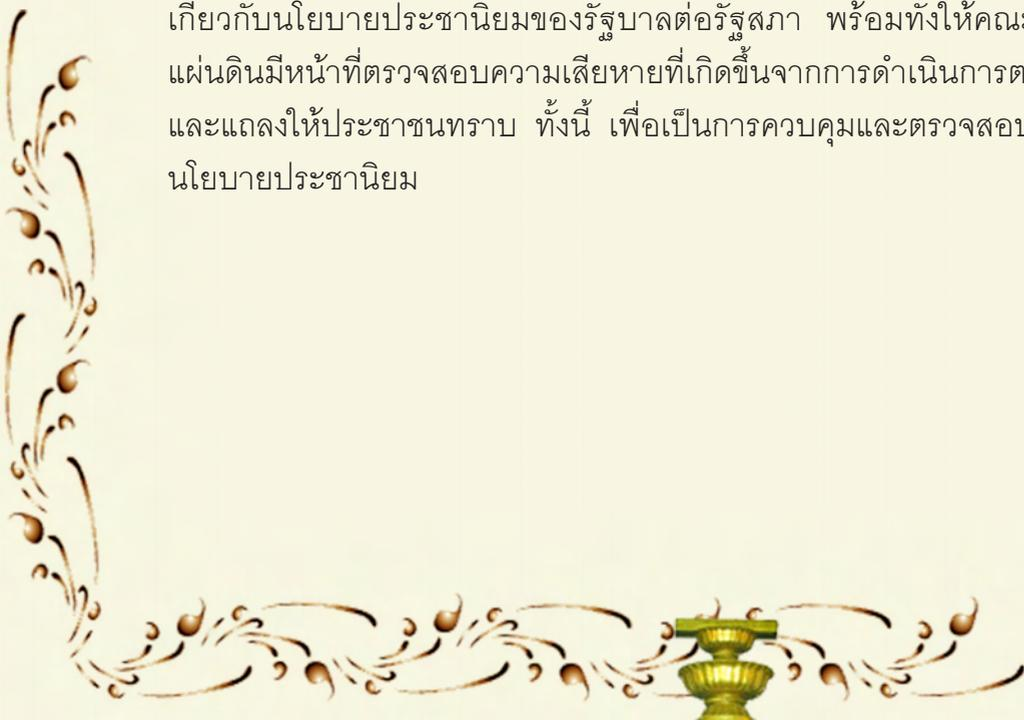 เกี่ยวกับนโยบายประชานิยมของรัฐบาลต่อรัฐสภา พร้อมทั้งให้คณะ
แผ่นดินมีหน้าที่ตรวจสอบความเสียหายที่เกิดขึ้นจากการดำเนินการต
และแถลงให้ประชาชนทราบ ทั้งนี้ เพื่อเป็นการควบคุมและตรวจสอบ
นโยบายประชานิยม